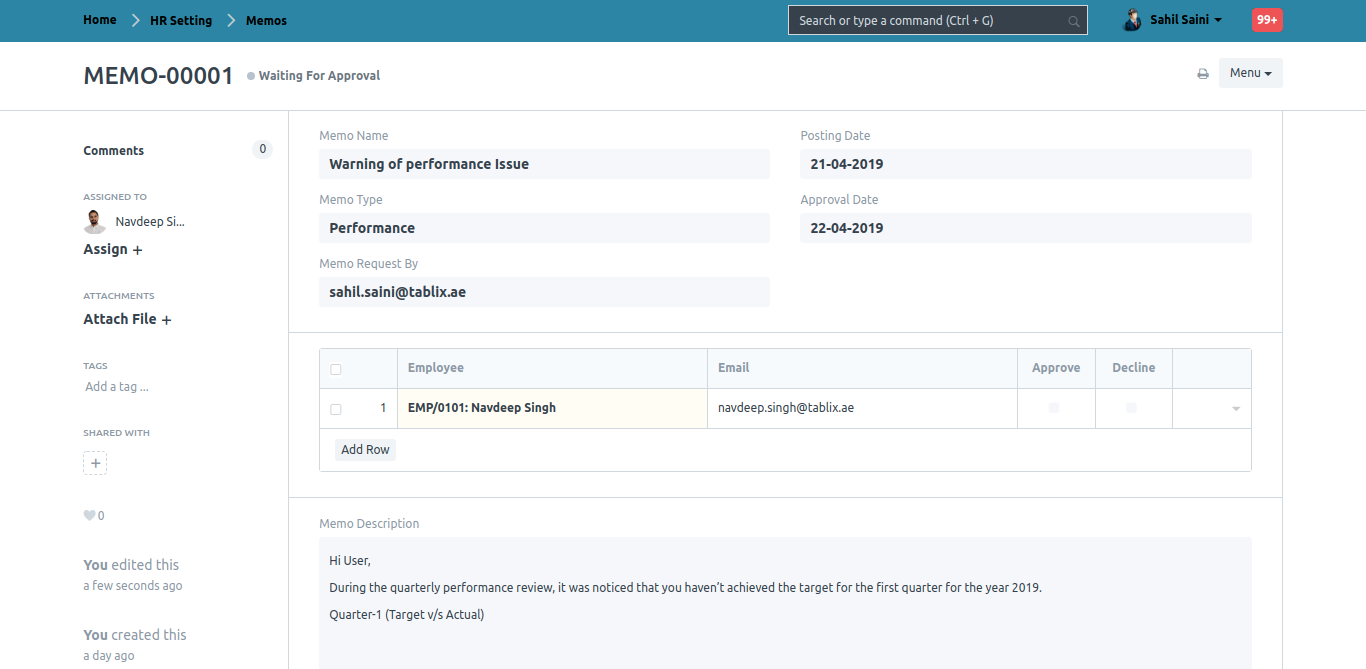 Home HR Setting Memos Search or type a command (Ctrl + G) Sahil Saini 99+
MEMO-00001 Waiting For Approval Menu
Comments 0
ASSIGNED TO
Navdeep Si...
Assign +
ATTACHMENTS
Attach File +
TAGS
Add a tag ...
SHARED WITH
+
0
You edited this
a few seconds ago
You created this
a day ago
Memo Name
Warning of performance Issue
Memo Type
Performance
Memo Request By
sahil.saini@tablix.ae
Posting Date
21-04-2019
Approval Date
22-04-2019
Employee Email Approve Decline
1 EMP/0101: Navdeep Singh navdeep.singh@tablix.ae
Add Row
Memo Description
Hi User,
During the quarterly performance review, it was noticed that you haven’t achieved the target for the first quarter for the year 2019.
Quarter-1 (Target v/s Actual)